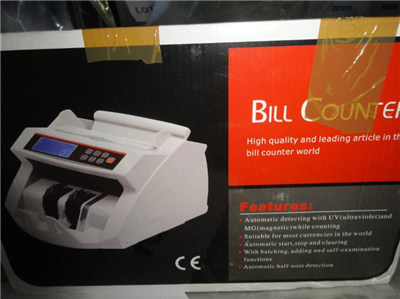 LOT
BILL COUNTER
High quality and leading article in the
bill counter world
Features:
Automatic detecting with UV(ultraviolet)and
MG(magnetic)while counting
Suitable for most currencies in the world
Automatic start,stop and clearing
With batching, adding and self-examination
functions
Automatic half-note detection
CE